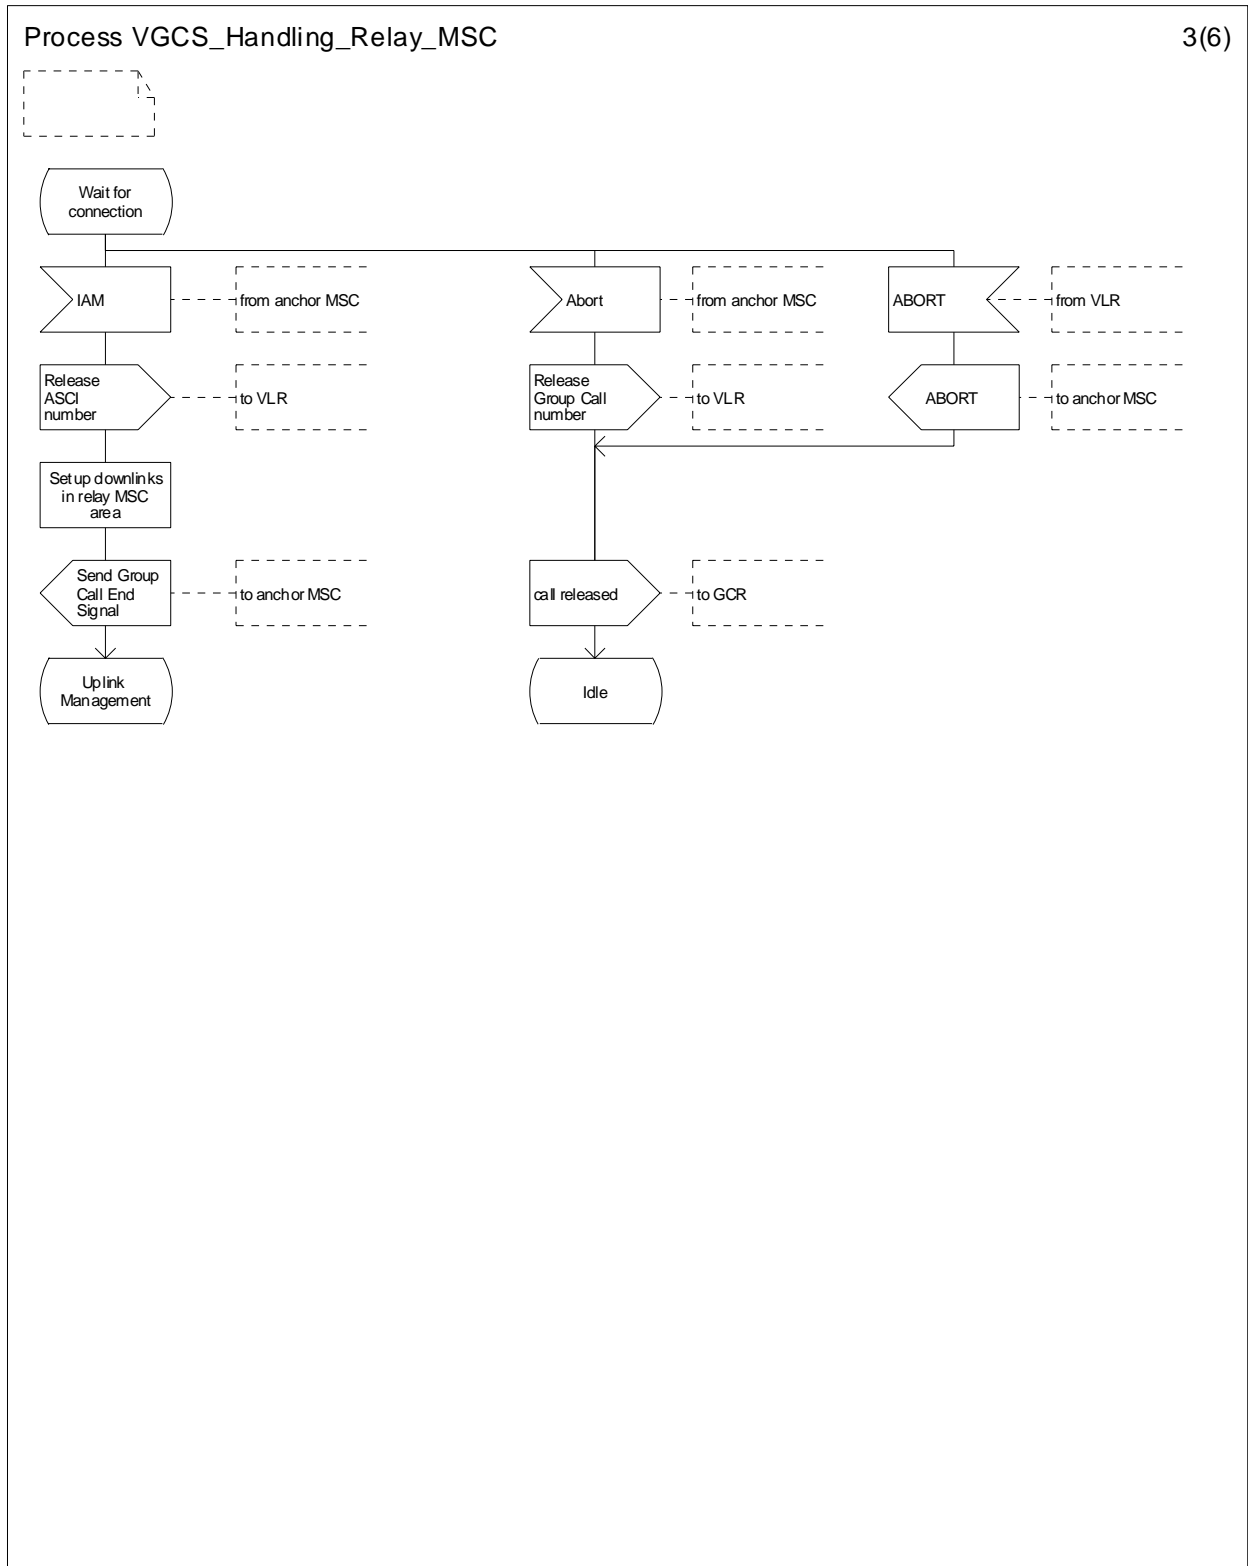 Process VGCS_Handling_Relay_MSC
3(6)
Wait for
connection
IAM
from anchor MSC
Abort
from anchor MSC
ABORT
from VLR
Release
ASCI
number
to VLR
Release
Group Call
number
to VLR
ABORT
to anchor MSC
Set up downlinks
in relay MSC
area
Send Group
Call End
Signal
to anchor MSC
call released
to GCR
Uplink
Management
Idle